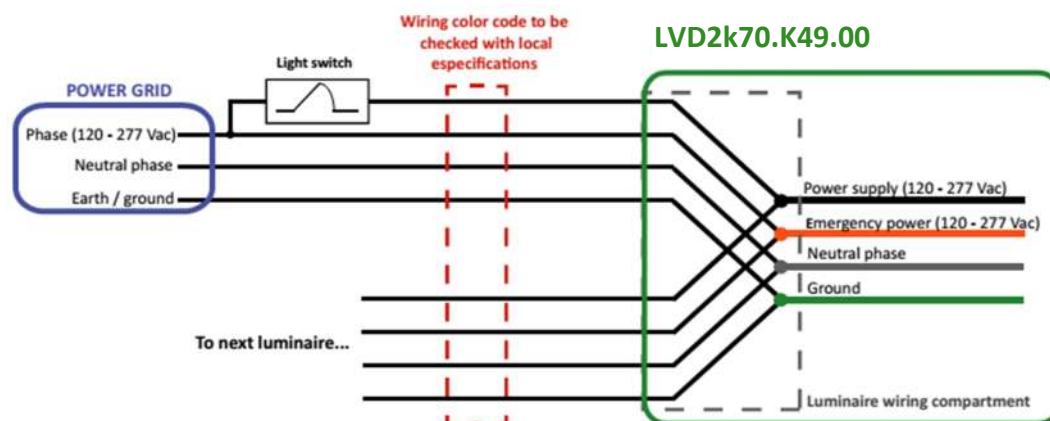 Wiring color code to be
checked with local
especifications
LVD2k70.K49.00
Light switch
POWER GRID
Phase (120 - 277 Vac)
Neutral phase
Earth / ground
Power supply (120 - 277 Vac)
Emergency power (120 - 277 Vac)
Neutral phase
Ground
To next luminaire...
Luminaire wiring compartment